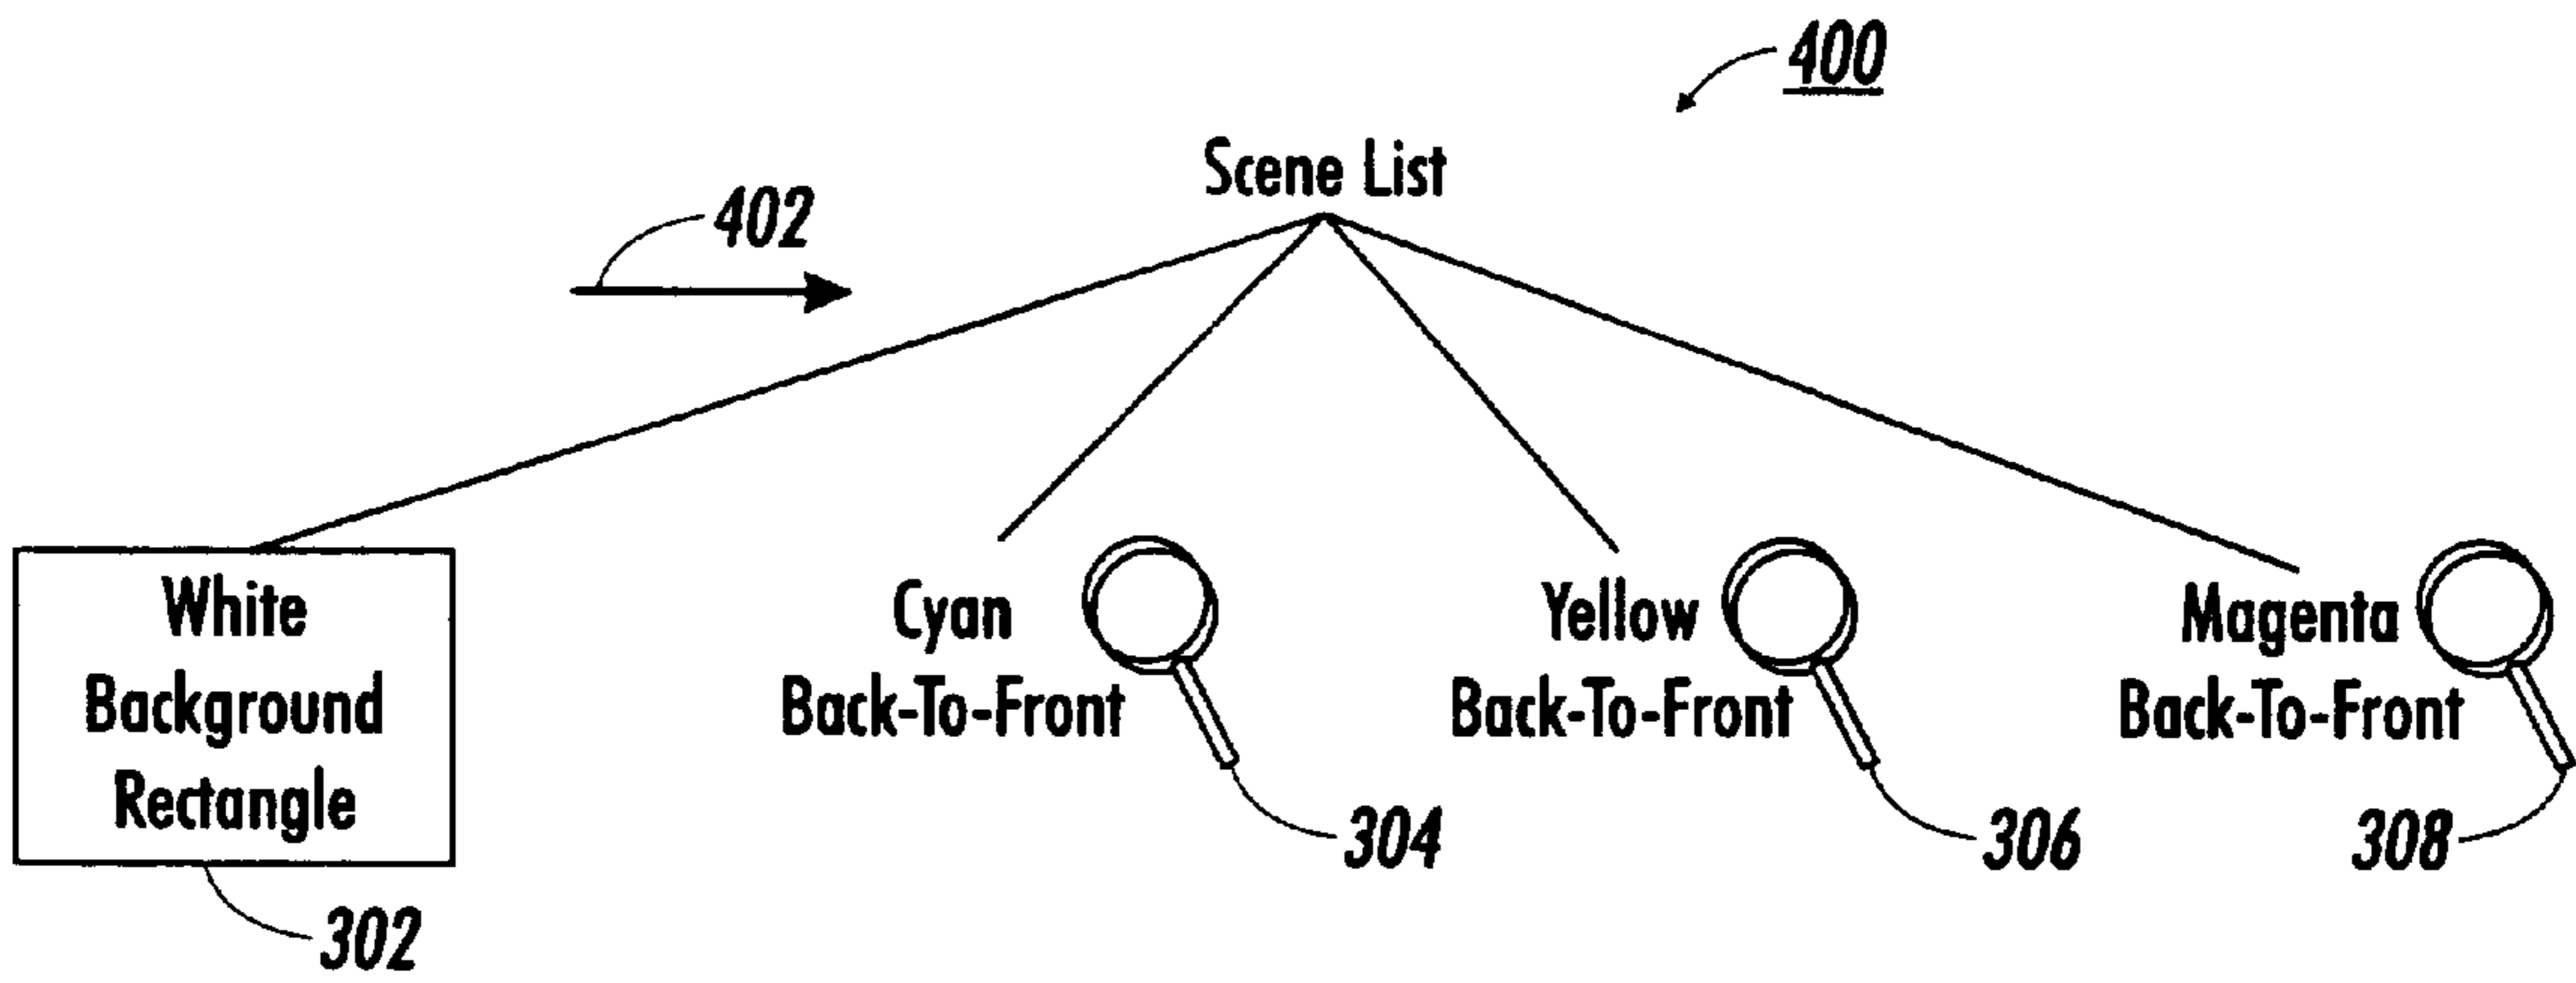 400
Scene List
402
White
Background
Rectangle
302
Cyan
Back-To-Front
304
Yellow
Back-To-Front
306
Magenta
Back-To-Front
308